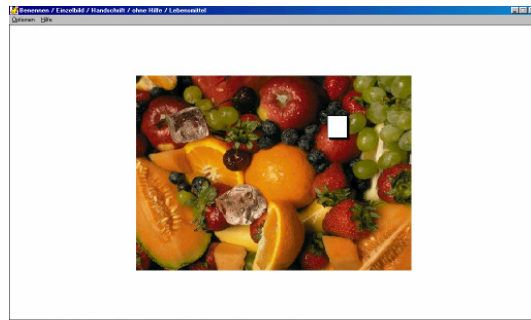 Benennen / Einzelbild / Handschrift / ohne Hilfe / Lebensmittel
Optionen Hilfe